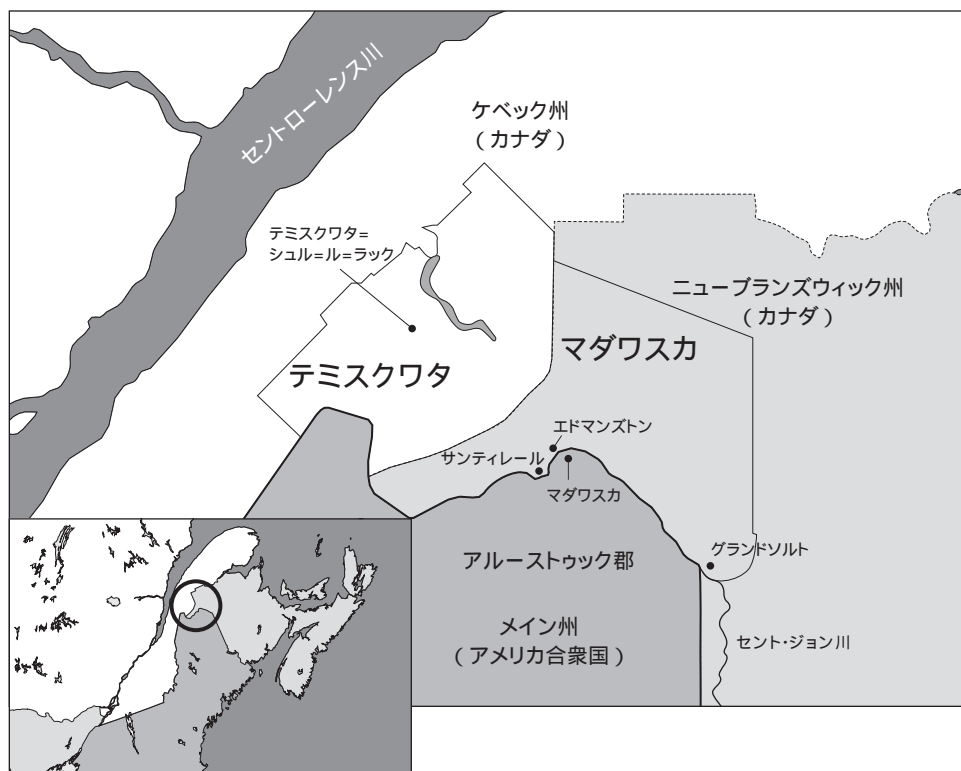 セントローレンス川
ケベック州
（カナダ）
テミスクワタ=
シュル=ル=ラック
ニューブランズウィック州
（カナダ）
マダワスカ
テミスクワタ
エドマンズトン
サンティレール
マダワスカ
グランドソルト
アルーストゥック郡
メイン州
（アメリカ合衆国）
セント・ジョン川